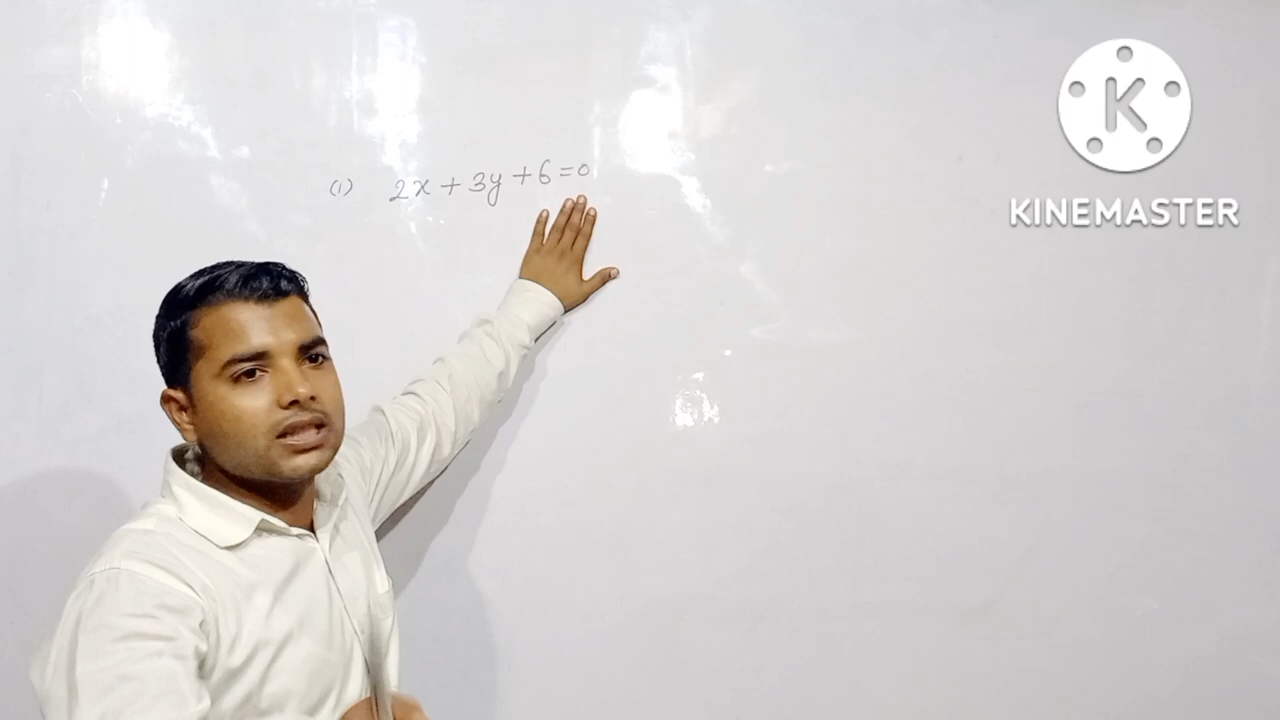 (1) 2x + 3y + 6 = 0
KINEMASTER